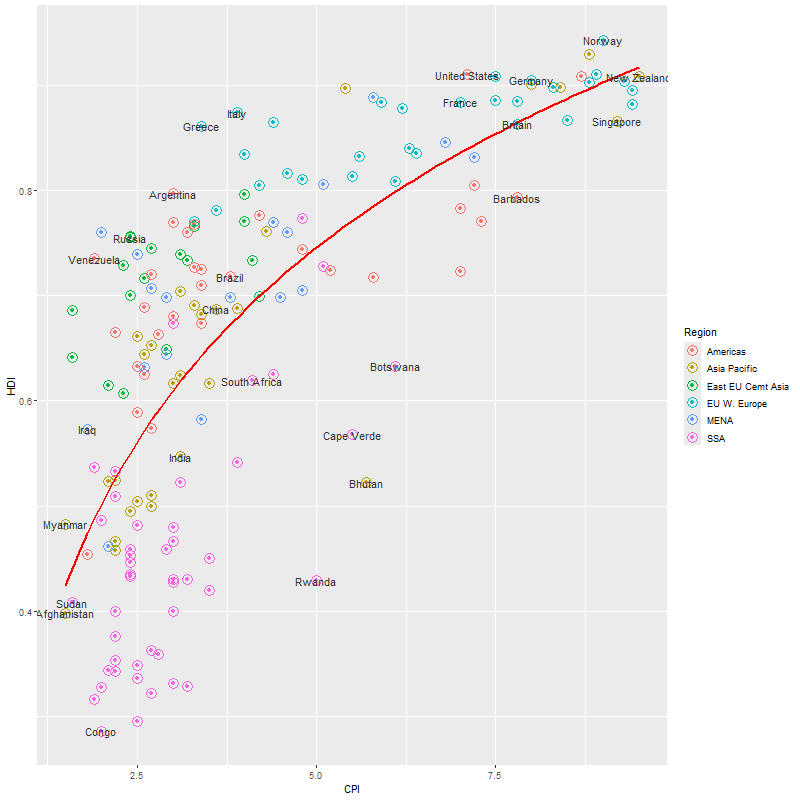 Norway
United States
Germany
New Zealand
Italy
France
Greece
Britain
Singapore
Argentina
Barbados
Russia
Venezuela
Brazil
China
South Africa
Botswana
Iraq
Cape Verde
India
Bhutan
Myanmar
Rwanda
Sudan
Afghanistan
Congo
0.8
0.6
0.4
HDI
2.5
5.0
7.5
CPI
Region
Americas
Asia Pacific
East EU Cemt Asia
EU W. Europe
MENA
SSA